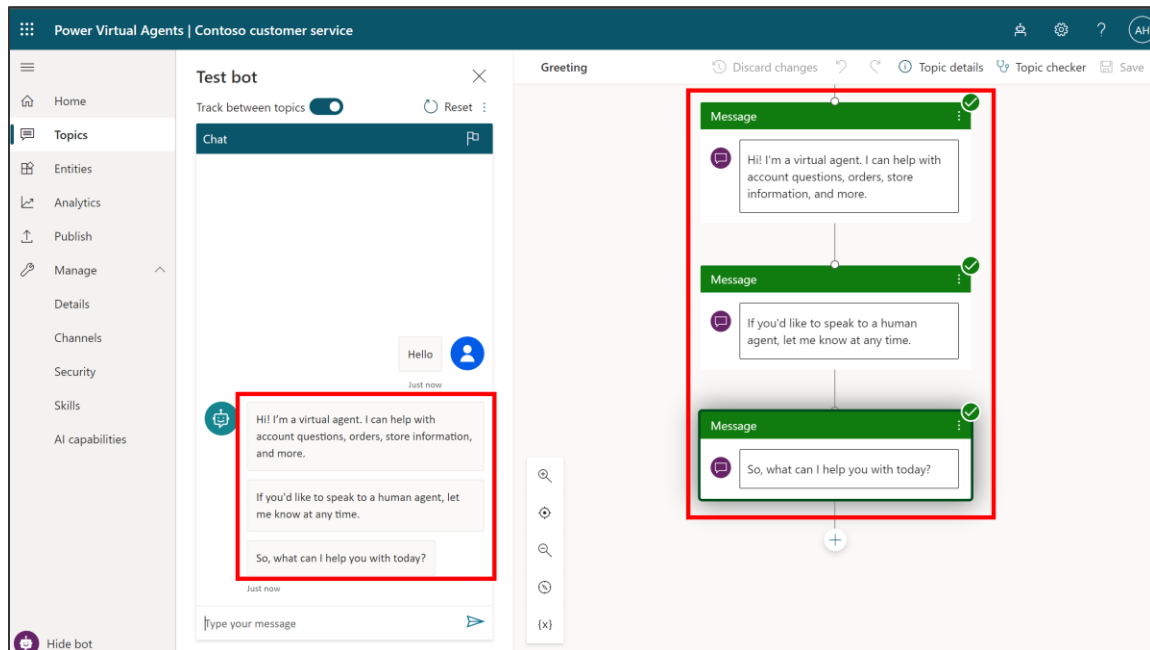 Power Virtual Agents | Contoso customer service
AH
Home
Topics
Entities
Analytics
Publish
Manage
Details
Channels
Security
Skills
AI capabilities
Hide bot
Test bot
Track between topics
Reset
Chat
Hello
Just now
Hi! I'm a virtual agent. I can help with
account questions, orders, store information,
and more.
If you'd like to speak to a human agent, let
me know at any time.
So, what can I help you with today?
Just now
Type your message
Greeting
Discard changes
Topic details
Topic checker
Save
Message
Hi! I'm a virtual agent. I can help with
account questions, orders, store
information, and more.
Message
If you'd like to speak to a human
agent, let me know at any time.
Message
So, what can I help you with today?
{x}